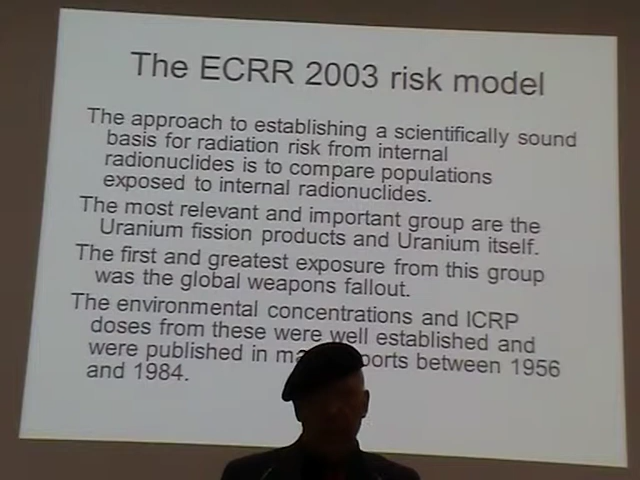 The ECRR 2003 risk model
The approach to establishing a scientifically sound
basis for radiation risk from internal
radionuclides is to compare populations
exposed to internal radionuclides.
The most relevant and important group are the
Uranium fission products and Uranium itself.
The first and greatest exposure from this group
was the global weapons fallout.
The environmental concentrations and ICRP
doses from these were well established and
were published in between 1956
and 1984.